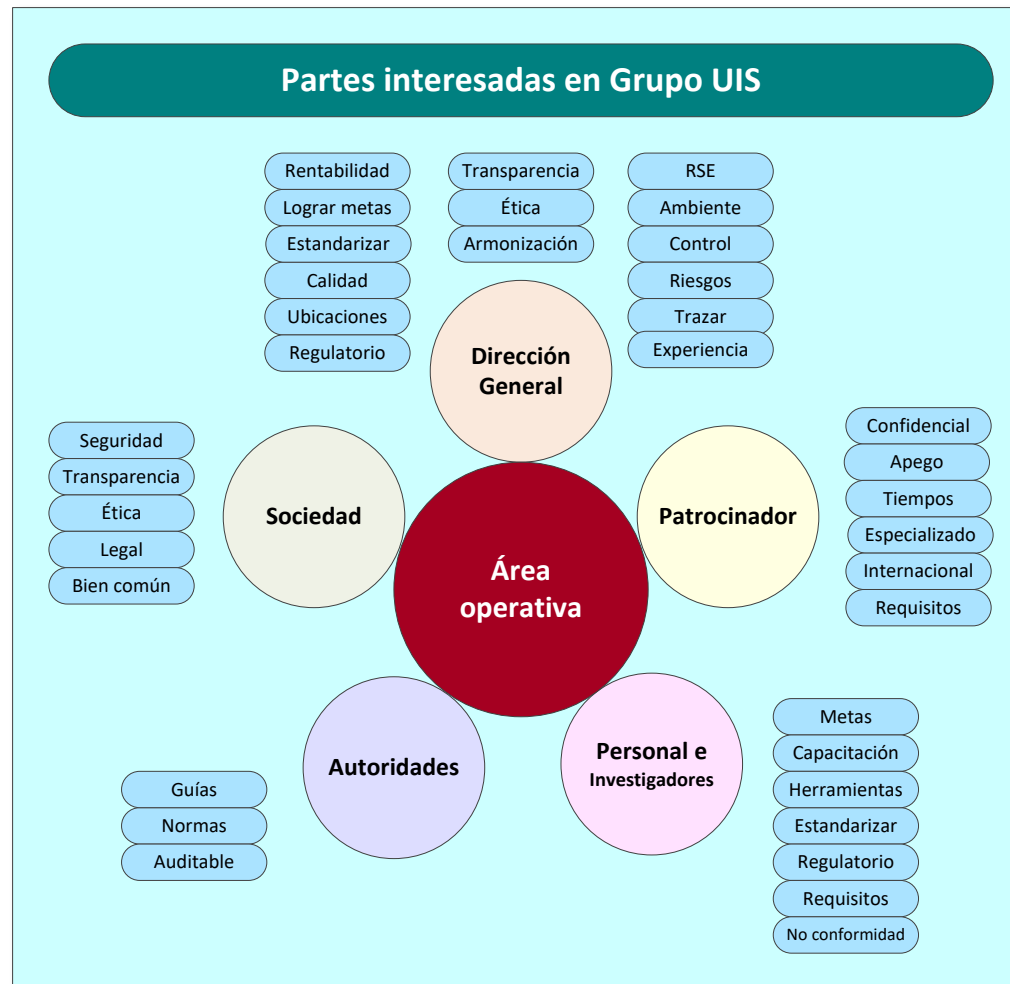 Partes interesadas en Grupo UIS
Rentabilidad
Lograr metas
Estandarizar
Calidad
Ubicaciones
Regulatorio
Transparencia
Ética
Armonización
RSE
Ambiente
Control
Riesgos
Trazar
Experiencia
Dirección
General
Seguridad
Transparencia
Ética
Legal
Bien común
Sociedad
Área
operativa
Patrocinador
Confidencial
Apego
Tiempos
Especializado
Internacional
Requisitos
Guías
Normas
Auditable
Autoridades
Personal e
Investigadores
Metas
Capacitación
Herramientas
Estandarizar
Regulatorio
Requisitos
No conformidad